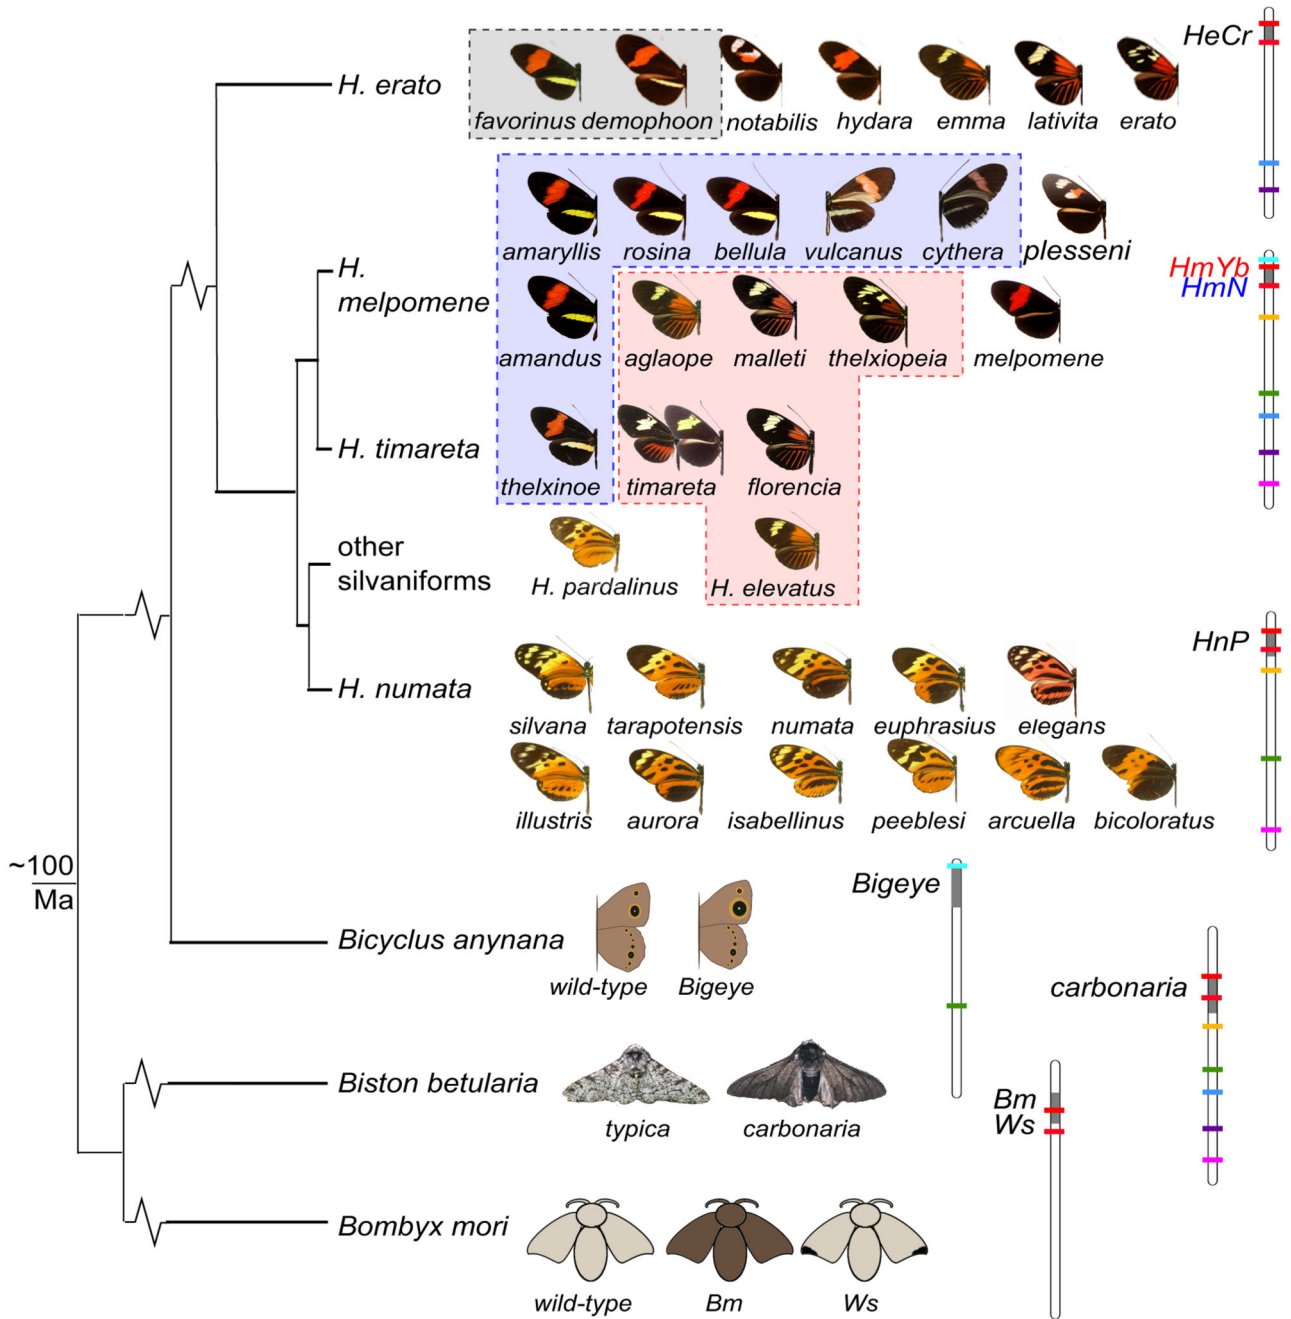 HeCr
H. erato
favorinus demophoon notabilis hydara emma lativita erato
amaryllis rosina bellula vulcanus cythera plesseni
HmYb
HmN
H.
melpomene
amandus aglaope malleti thelxiopeia melpomene
H. timareta
thelxinoe timareta florencia
other
silvaniforms
H. pardalinus H. elevatus
HnP
H. numata
silvana tarapotensis numata euphrasius elegans
illustris aurora isabellinus peeblesi arcuella bicoloratus
~100
Ma
Bigeye
Bicyclus anynana
wild-type Bigeye
carbonaria
Biston betularia
typica carbonaria
Bm
Ws
Bombyx mori
wild-type Bm Ws